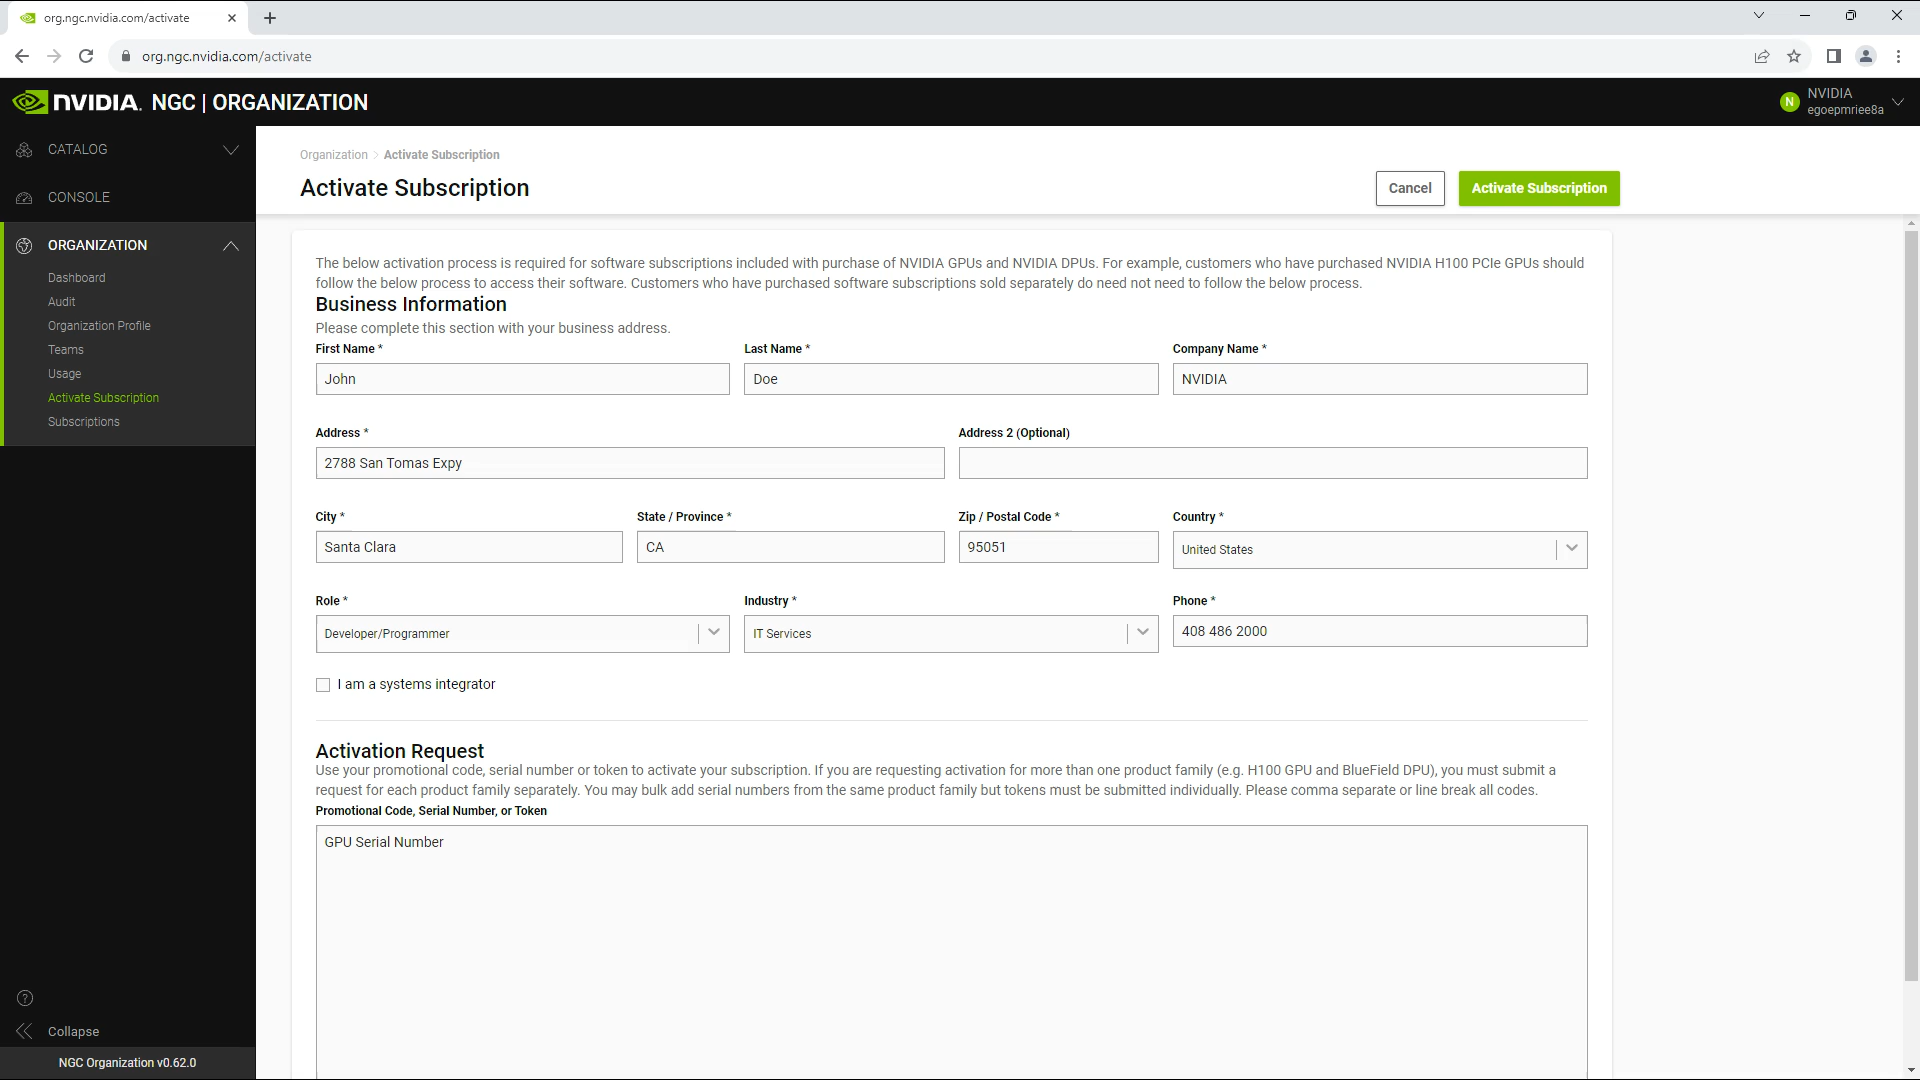 org.ngc.nvidia.com/activate
org.ngc.nvidia.com/activate
NVIDIA. NGC | ORGANIZATION
N
NVIDIA
egoepmriee8a
CATALOG
CONSOLE
ORGANIZATION
Dashboard
Audit
Organization Profile
Teams
Usage
Activate Subscription
Subscriptions
Organization > Activate Subscription
Activate Subscription
Cancel
Activate Subscription
The below activation process is required for software subscriptions included with purchase of NVIDIA GPUs and NVIDIA DPUs. For example, customers who have purchased NVIDIA H100 PCIe GPUs should
follow the below process to access their software. Customers who have purchased software subscriptions sold separately do need not need to follow the below process.
Business Information
Please complete this section with your business address.
First Name * Last Name * Company Name *
John Doe NVIDIA
Address * Address 2 (Optional)
2788 San Tomas Expy
City * State / Province * Zip / Postal Code * Country *
Santa Clara CA 95051 United States
Role * Industry * Phone *
Developer/Programmer IT Services 408 486 2000
I am a systems integrator
Activation Request
Use your promotional code, serial number or token to activate your subscription. If you are requesting activation for more than one product family (e.g. H100 GPU and BlueField DPU), you must submit a
request for each product family separately. You may bulk add serial numbers from the same product family but tokens must be submitted individually. Please comma separate or line break all codes.
Promotional Code, Serial Number, or Token
GPU Serial Number
?
Collapse
NGC Organization v0.62.0